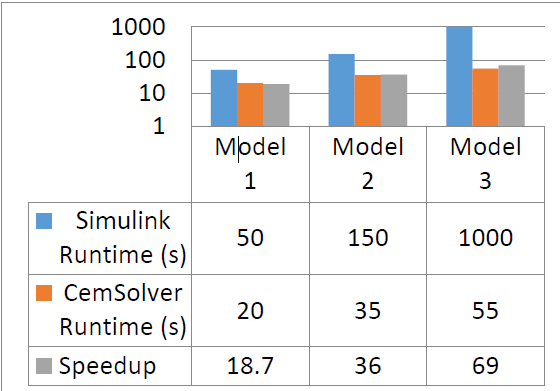 1000
100
10
1
Model 1 Model 2 Model 3
Simulink Runtime (s) 50 150 1000
CemSolver Runtime (s) 20 35 55
Speedup 18.7 36 69